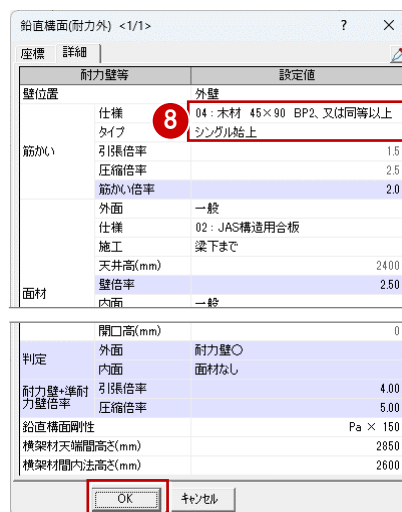 鉛直構面(耐力外) <1/1> ? ×
座標 詳細
耐力壁等 設定値
壁位置 外壁
8
筋かい 仕様 04:木材 45×90 BP2、又は同等以上
タイプ シングル始上
引張倍率 1.5
圧縮倍率 2.5
筋かい倍率 2.0
面材 外面 一般
仕様 02:JAS構造用合板
施工 梁下まで
天井高(mm) 2400
壁倍率 2.50
内面 一般
開口高(mm) 0
判定 外面 耐力壁○
内面 面材なし
耐力壁+準耐力壁倍率 引張倍率 4.00
圧縮倍率 5.00
鉛直構面剛性 Pa × 150
横架材天端間高さ(mm) 2850
横架材間内法高さ(mm) 2600
OK キャンセル